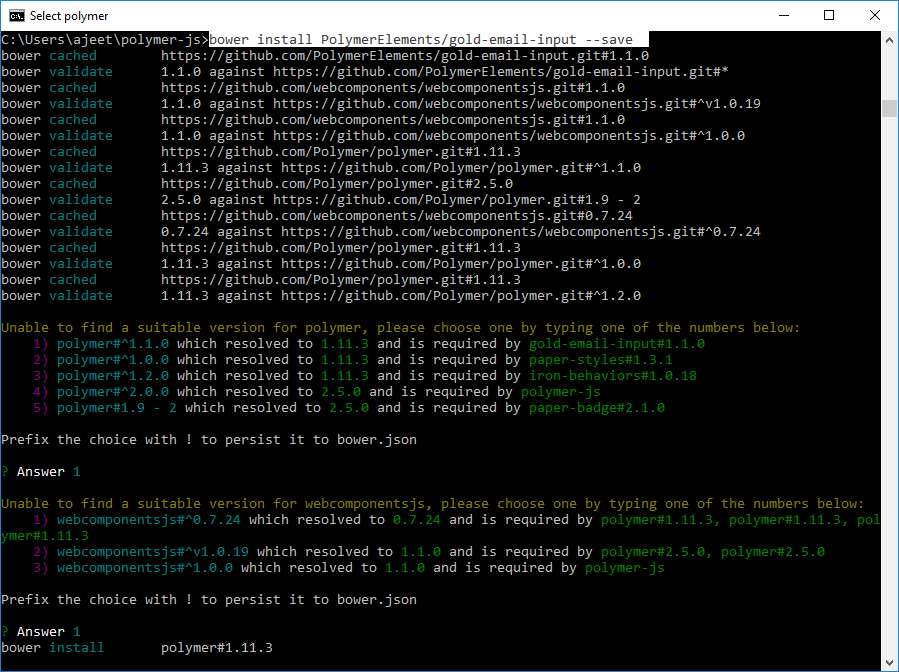 Select polymer
C:\Users\ajeet\polymer-js>bower install PolymerElements/gold-email-input --save
bower cached https://github.com/PolymerElements/gold-email-input.git#1.1.0
bower validate 1.1.0 against https://github.com/PolymerElements/gold-email-input.git#*
bower cached https://github.com/webcomponents/webcomponentsjs.git#1.1.0
bower validate 1.1.0 against https://github.com/webcomponents/webcomponentsjs.git#^v1.0.19
bower cached https://github.com/webcomponents/webcomponentsjs.git#1.1.0
bower validate 1.1.0 against https://github.com/webcomponents/webcomponentsjs.git#^1.0.0
bower cached https://github.com/Polymer/polymer.git#1.11.3
bower validate 1.11.3 against https://github.com/Polymer/polymer.git#^1.1.0
bower cached https://github.com/Polymer/polymer.git#2.5.0
bower validate 2.5.0 against https://github.com/Polymer/polymer.git#1.9 - 2
bower cached https://github.com/webcomponents/webcomponentsjs.git#0.7.24
bower validate 0.7.24 against https://github.com/webcomponents/webcomponentsjs.git#^0.7.24
bower cached https://github.com/Polymer/polymer.git#1.11.3
bower validate 1.11.3 against https://github.com/Polymer/polymer.git#^1.0.0
bower cached https://github.com/Polymer/polymer.git#1.11.3
bower validate 1.11.3 against https://github.com/Polymer/polymer.git#^1.2.0
Unable to find a suitable version for polymer, please choose one by typing one of the numbers below:
1) polymer#^1.1.0 which resolved to 1.11.3 and is required by gold-email-input#1.1.0
2) polymer#^1.0.0 which resolved to 1.11.3 and is required by paper-styles#1.3.1
3) polymer#^1.2.0 which resolved to 1.11.3 and is required by iron-behaviors#1.0.18
4) polymer#^2.0.0 which resolved to 2.5.0 and is required by polymer-js
5) polymer#1.9 - 2 which resolved to 2.5.0 and is required by paper-badge#2.1.0
Prefix the choice with ! to persist it to bower.json
? Answer 1
Unable to find a suitable version for webcomponentsjs, please choose one by typing one of the numbers below:
1) webcomponentsjs#^0.7.24 which resolved to 0.7.24 and is required by polymer#1.11.3, polymer#1.11.3, pol
ymer#1.11.3
2) webcomponentsjs#^v1.0.19 which resolved to 1.1.0 and is required by polymer#2.5.0, polymer#2.5.0
3) webcomponentsjs#^1.0.0 which resolved to 1.1.0 and is required by polymer-js
Prefix the choice with ! to persist it to bower.json
? Answer 1
bower install polymer#1.11.3